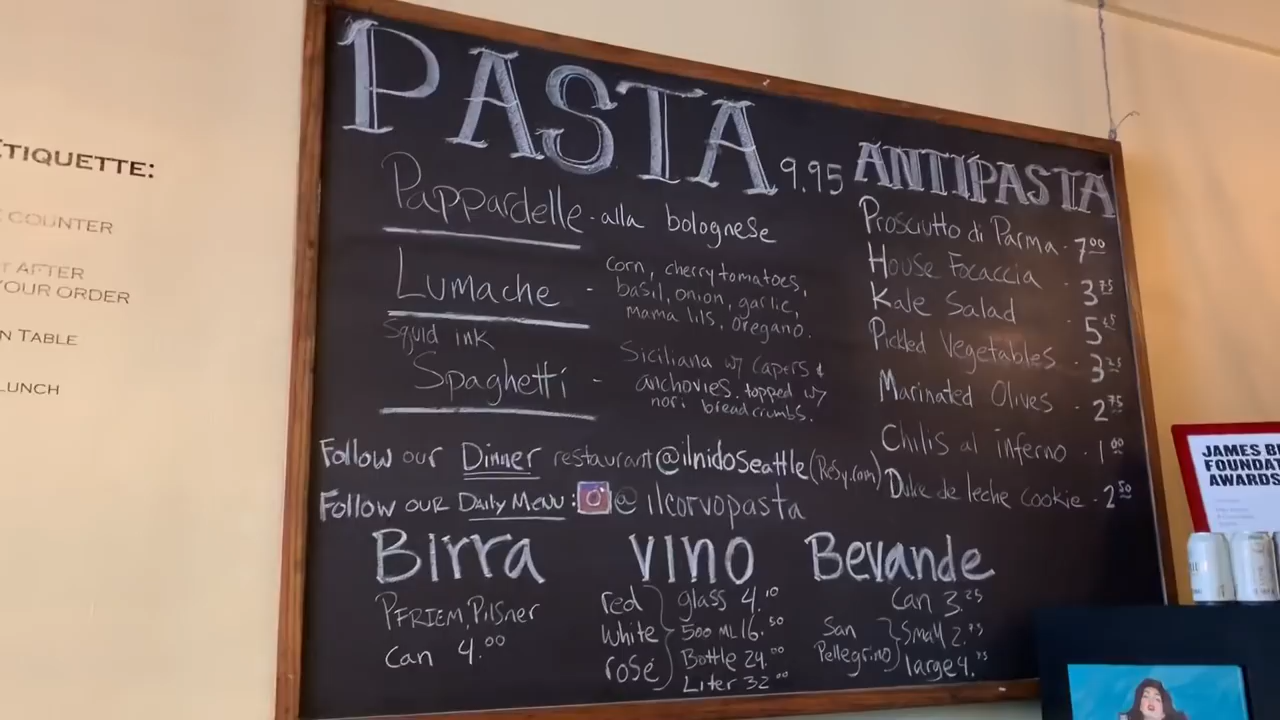 TIQUETTE:
COUNTER
AFTER
YOUR ORDER
N TABLE
LUNCH
PASTA 9.95
Pappardelle - alla bolognese
Lumache - corn, cherry tomatoes,
basil, onion, garlic,
mama lils, oregano.
Squid ink
Spaghetti - Siciliana w/ capers &
anchovies. topped w/
nori breadcrumbs.
ANTIPASTA
Prosciutto di Parma - 7.00
House Focaccia - 3.75
Kale Salad - 5.45
Pickled Vegetables - 3.25
Marinated Olives - 2.75
Chilis al inferno - 1.00
Dulce de leche cookie - 2.50
Follow our Dinner restaurant @ilnidoseattle (Resy.com)
Follow our Daily Menu: @ilcorvopasta
Birra
PFRIEM, Pilsner
Can 4.00
Vino
red
white
rosé
glass 4.10
500 ML 16.50
Bottle 24.00
Liter 32.00
Bevande
Can 3.25
San
Pellegrino
Small 2.75
large 4.75
JAMES B
FOUNDAT
AWARDS